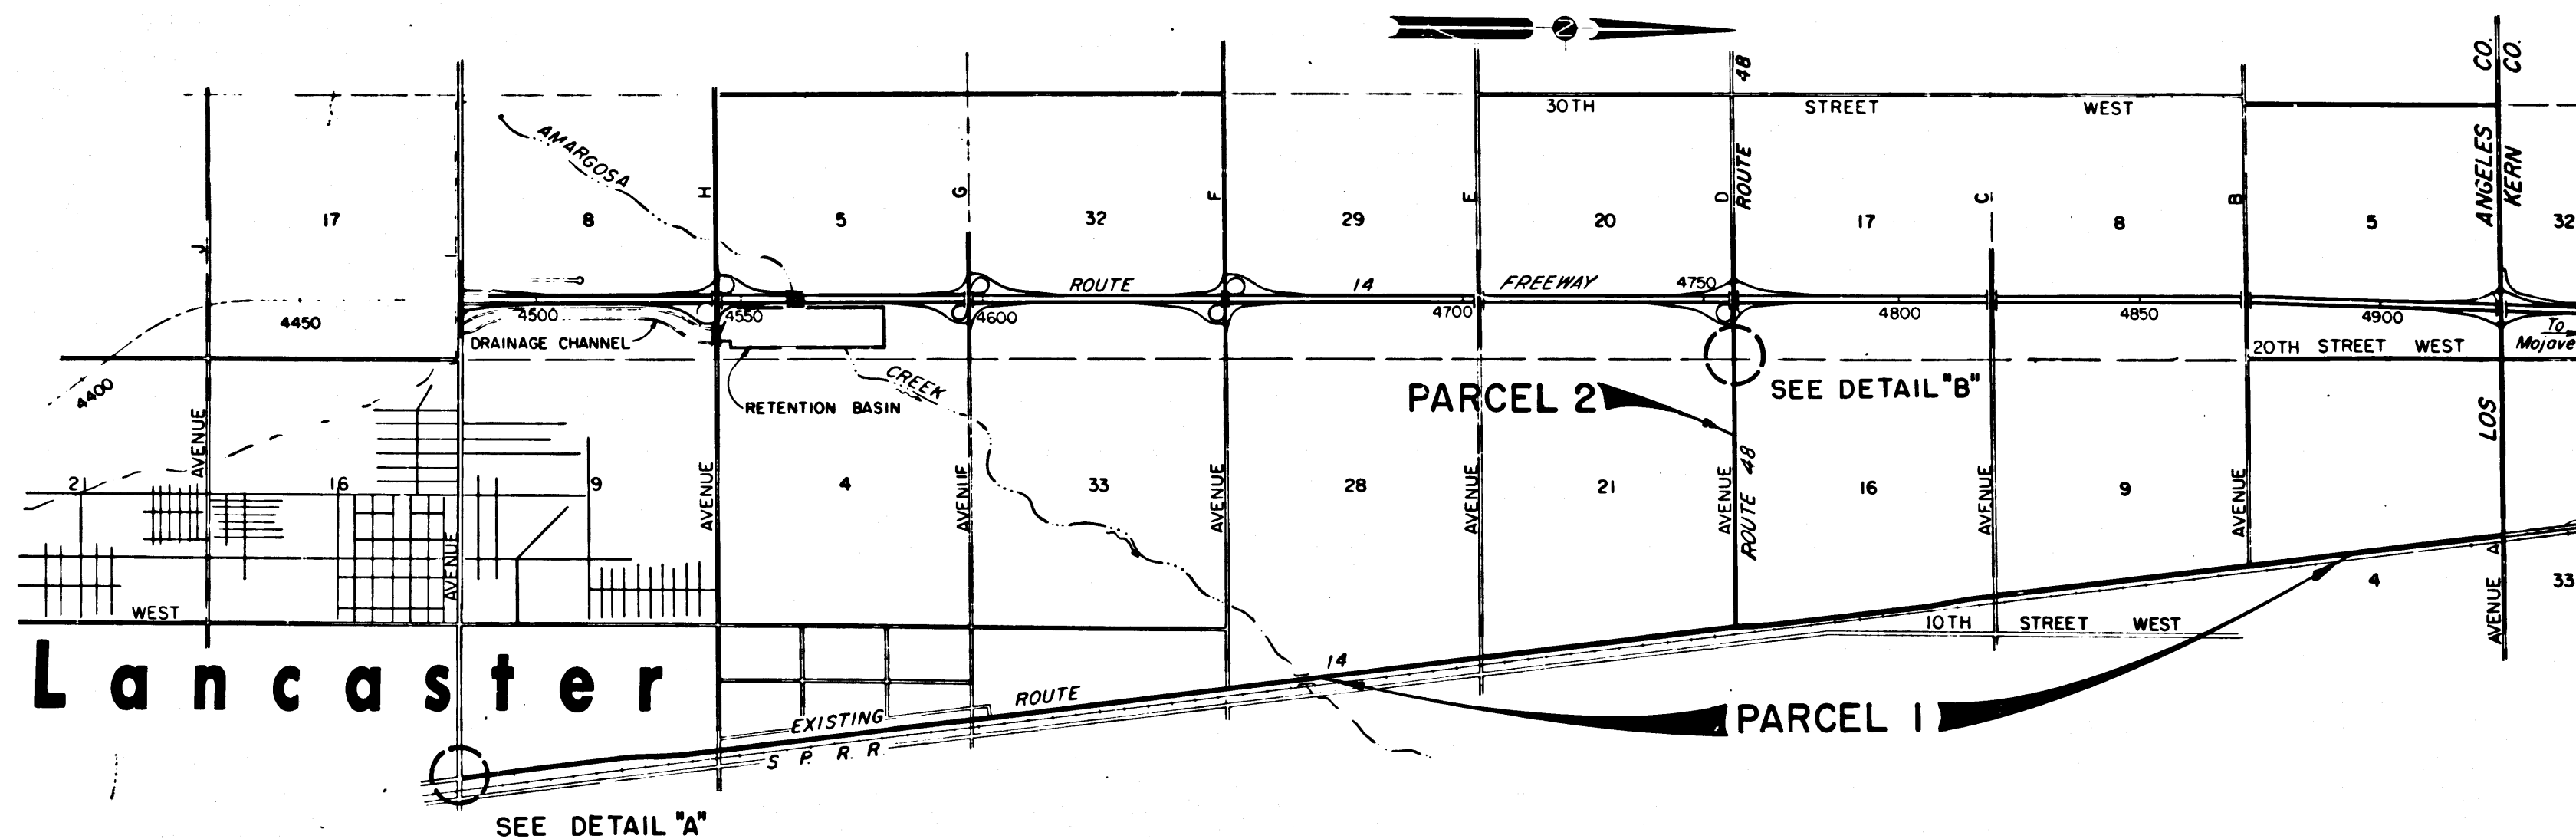 N
48
30TH STREET WEST
ANGELES CO.
KERN CO.
ROUTE
AMARGOSA
J
I
H
G
F
E
D
C
B
17
8
5
32
29
20
17
8
5
32
ROUTE 14 FREEWAY
4400
4450
4500
4550
4600
4700
4750
4800
4850
4900
To
Mojave
DRAINAGE CHANNEL
20TH STREET WEST
CREEK
RETENTION BASIN
PARCEL 2
SEE DETAIL "B"
LOS
21
AVENUE
16
AVENUE
9
AVENUE
4
AVENUE
33
AVENUE
28
AVENUE
21
AVENUE
ROUTE 48
16
AVENUE
9
AVENUE
4
AVENUE A
33
WEST
10TH STREET WEST
Lancaster
EXISTING ROUTE 14
S. P. R. R.
PARCEL 1
SEE DETAIL "A"